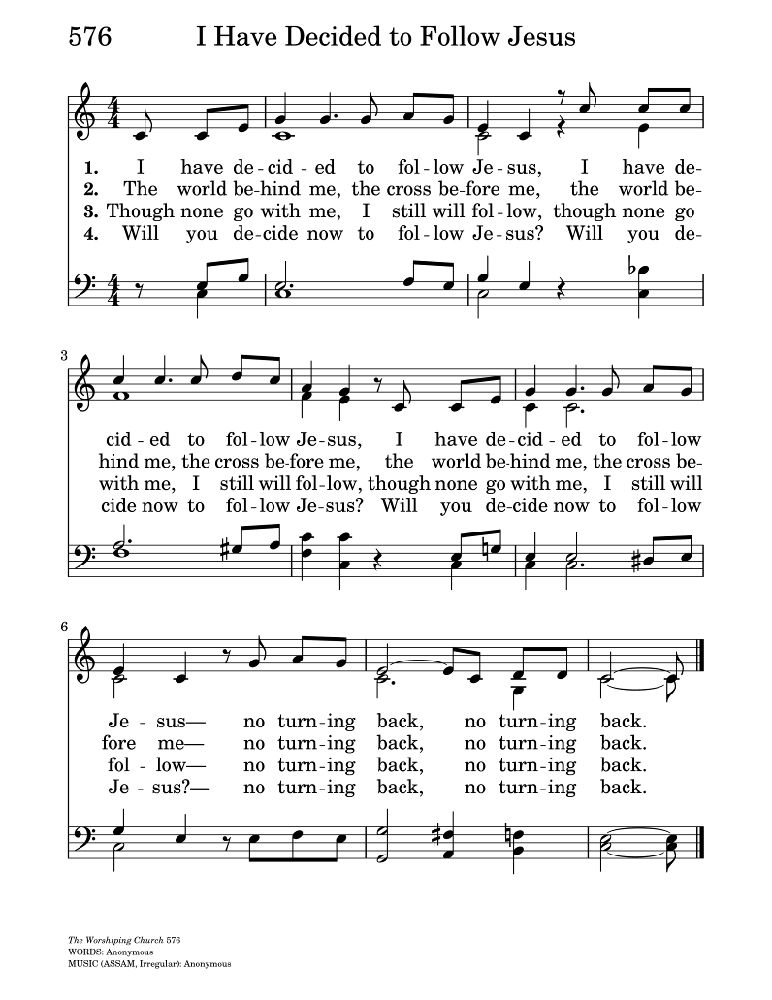 576 I Have Decided to Follow Jesus
1. I have de-cid-ed to fol-low Je-sus, I have de-
2. The world be-hind me, the cross be-fore me, the world be-
3. Though none go with me, I still will fol-low, though none go
4. Will you de-cide now to fol-low Je-sus? Will you de-
3
cid-ed to fol-low Je-sus, I have de-cid-ed to fol-low
hind me, the cross be-fore me, the world be-hind me, the cross be-
with me, I still will fol-low, though none go with me, I still will
cide now to fol-low Je-sus? Will you de-cide now to fol-low
6
Je-sus— no turn-ing back, no turn-ing back.
fore me— no turn-ing back, no turn-ing back.
fol-low— no turn-ing back, no turn-ing back.
Je-sus?— no turn-ing back, no turn-ing back.
The Worshiping Church 576
WORDS: Anonymous
MUSIC (ASSAM, Irregular): Anonymous